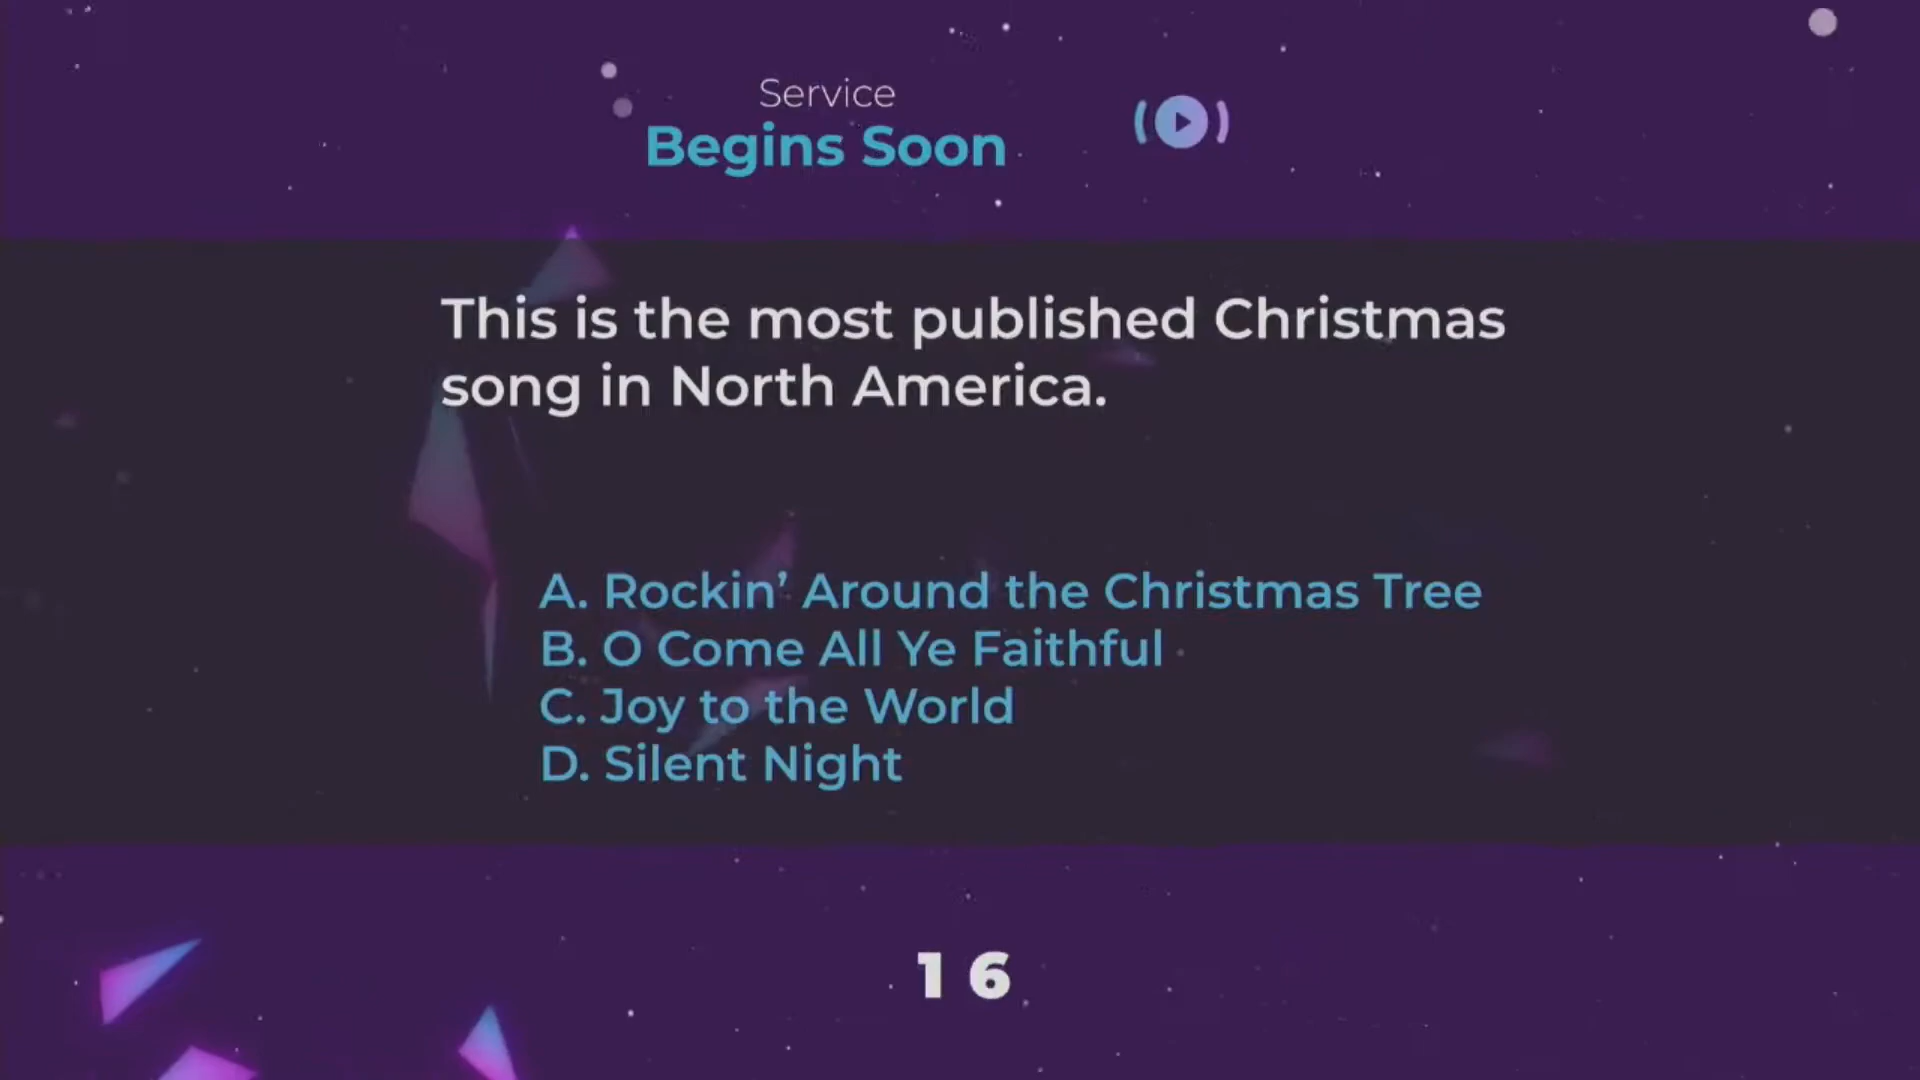 Service
Begins Soon
This is the most published Christmas
song in North America.
A. Rockin’ Around the Christmas Tree
B. O Come All Ye Faithful
C. Joy to the World
D. Silent Night
16